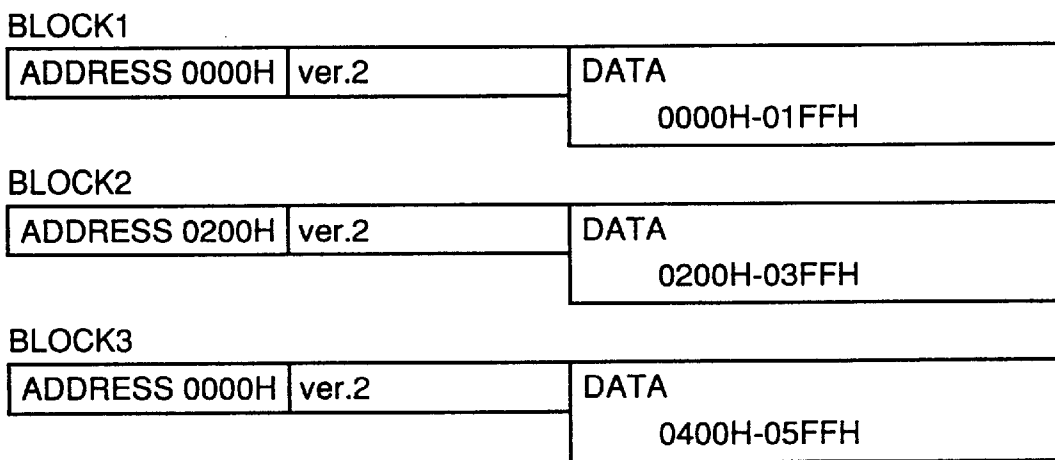 BLOCK1
ADDRESS 0000H ver.2 DATA
0000H-01FFH
BLOCK2
ADDRESS 0200H ver.2 DATA
0200H-03FFH
BLOCK3
ADDRESS 0000H ver.2 DATA
0400H-05FFH